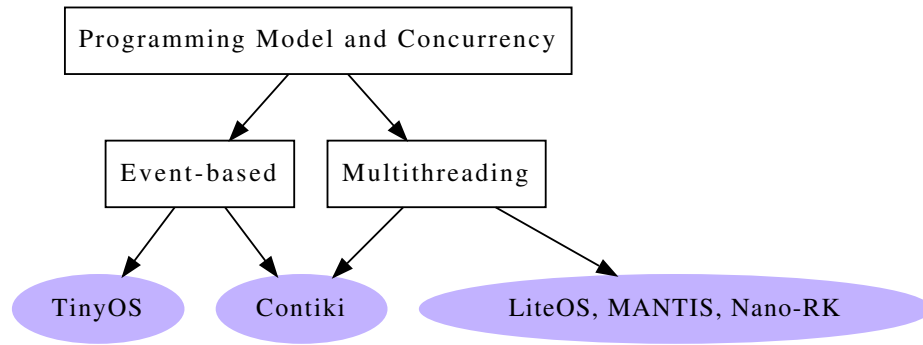 Programming Model and Concurrency
Event-based
Multithreading
TinyOS
Contiki
LiteOS, MANTIS, Nano-RK